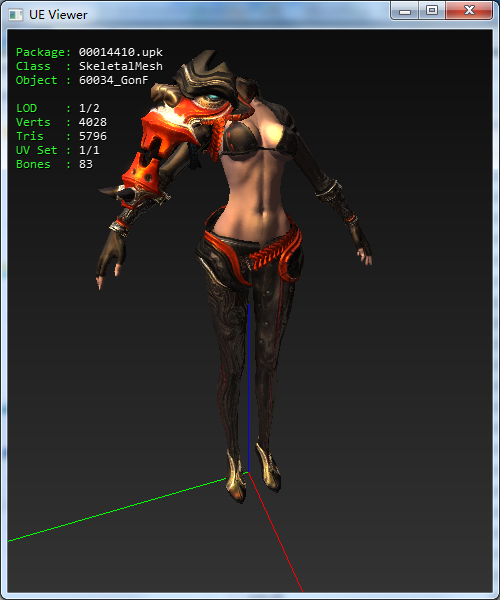 UE Viewer
Package: 00014410.upk
Class  : SkeletalMesh
Object : 60034_GonF
LOD    : 1/2
Verts  : 4028
Tris   : 5796
UV Set : 1/1
Bones  : 83